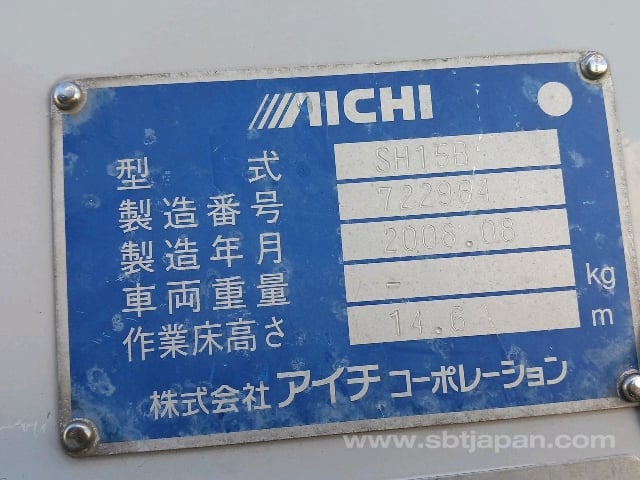 AICHI
型式 SH15B
製造番号 722964
製造年月 2008.08
車両重量 - kg
作業床高さ 14.6 m
株式会社 アイチ コーポレーション
www.sbtjapan.com